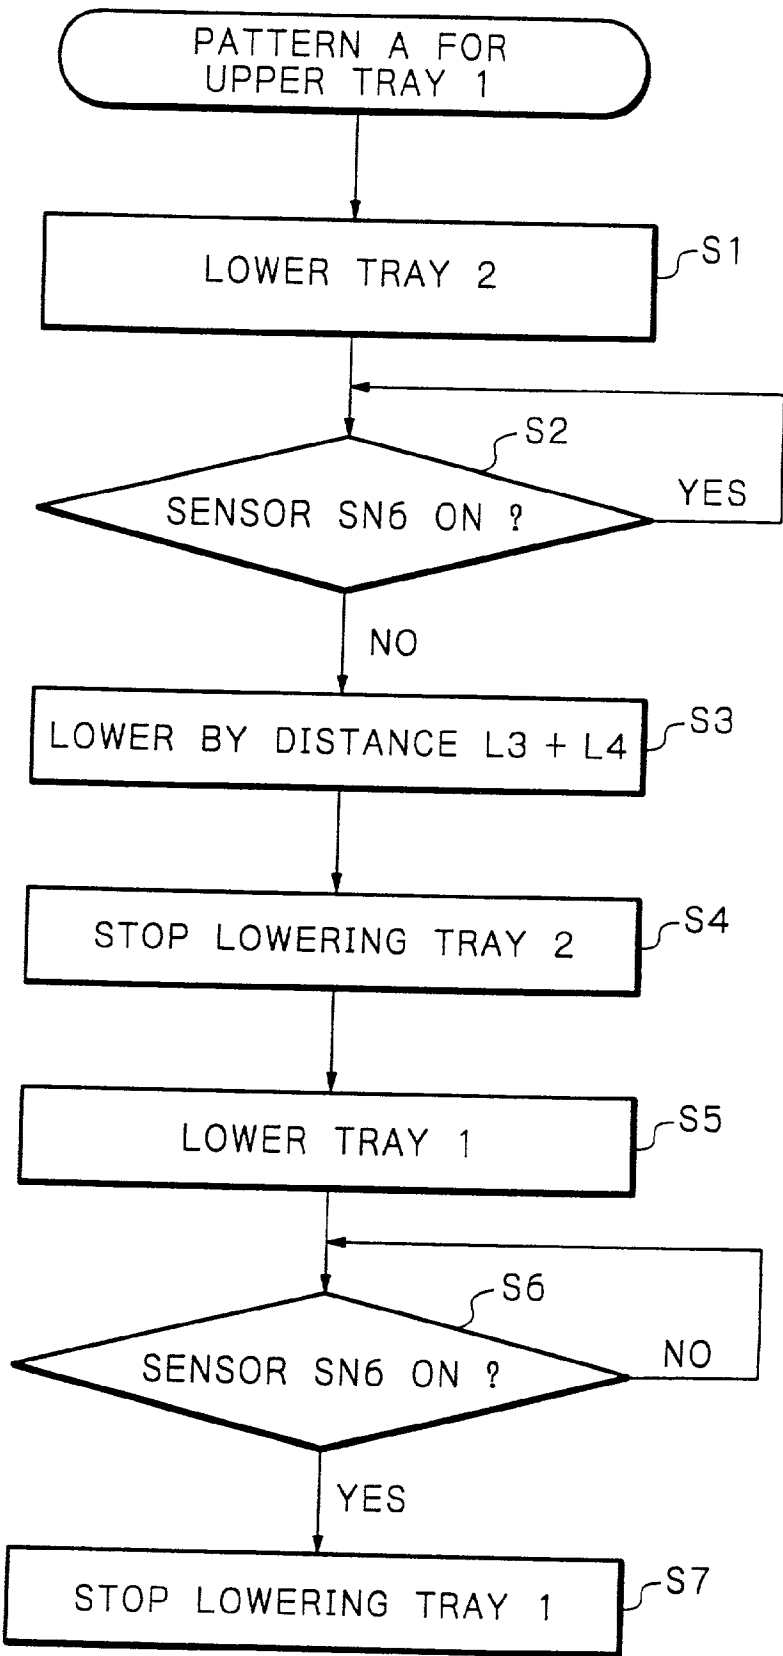 PATTERN A FOR
UPPER TRAY 1
LOWER TRAY 2
S1
S2
SENSOR SN6 ON ?
YES
NO
LOWER BY DISTANCE L3 + L4
S3
STOP LOWERING TRAY 2
S4
LOWER TRAY 1
S5
S6
SENSOR SN6 ON ?
NO
YES
STOP LOWERING TRAY 1
S7